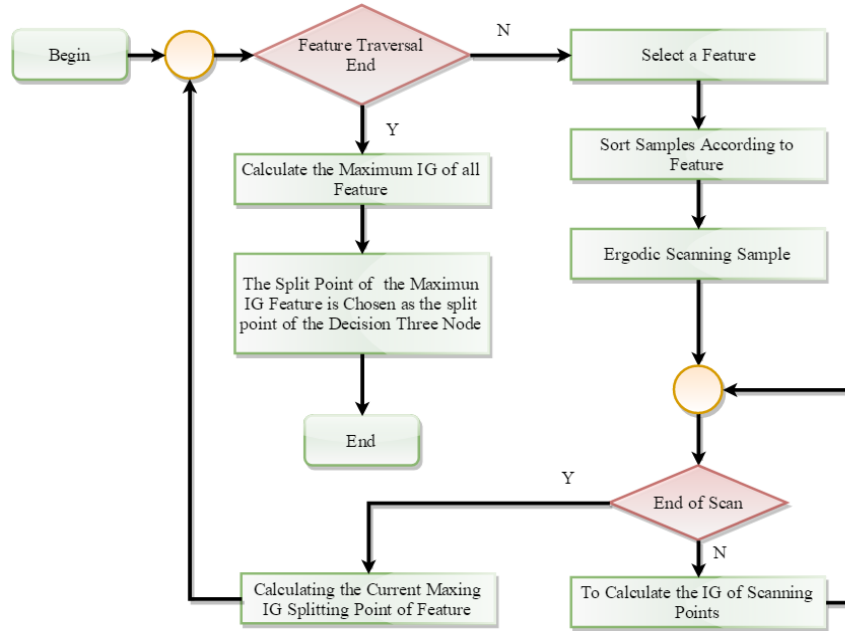 Begin
Feature Traversal
End
N
Select a Feature
Y
Sort Samples According to
Feature
Calculate the Maximum IG of all
Feature
Ergodic Scanning Sample
The Split Point of the Maximun
IG Feature is Chosen as the split
point of the Decision Three Node
End
Y
End of Scan
N
Calculating the Current Maxing
IG Splitting Point of Feature
To Calculate the IG of Scanning
Points